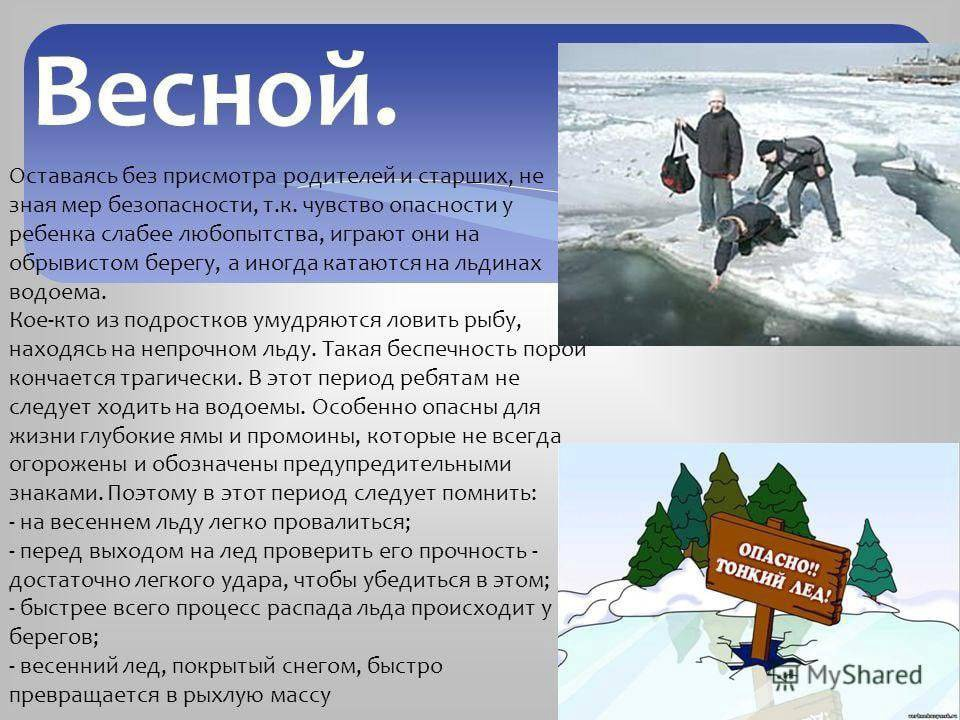 Весной.
Оставаясь без присмотра родителей и старших, не
зная мер безопасности, т.к. чувство опасности у
ребенка слабее любопытства, играют они на
обрывистом берегу, а иногда катаются на льдинах
водоема.
Кое-кто из подростков умудряются ловить рыбу,
находясь на непрочном льду. Такая беспечность порой
кончается трагически. В этот период ребятам не
следует ходить на водоемы. Особенно опасны для
жизни глубокие ямы и промоины, которые не всегда
огорожены и обозначены предупредительными
знаками. Поэтому в этот период следует помнить:
- на весеннем льду легко провалиться;
- перед выходом на лед проверить его прочность -
достаточно легкого удара, чтобы убедиться в этом;
- быстрее всего процесс распада льда происходит у
берегов;
- весенний лед, покрытый снегом, быстро
превращается в рыхлую массу
ОПАСНО!!
ТОНКИЙ ЛЕД!
MyShared